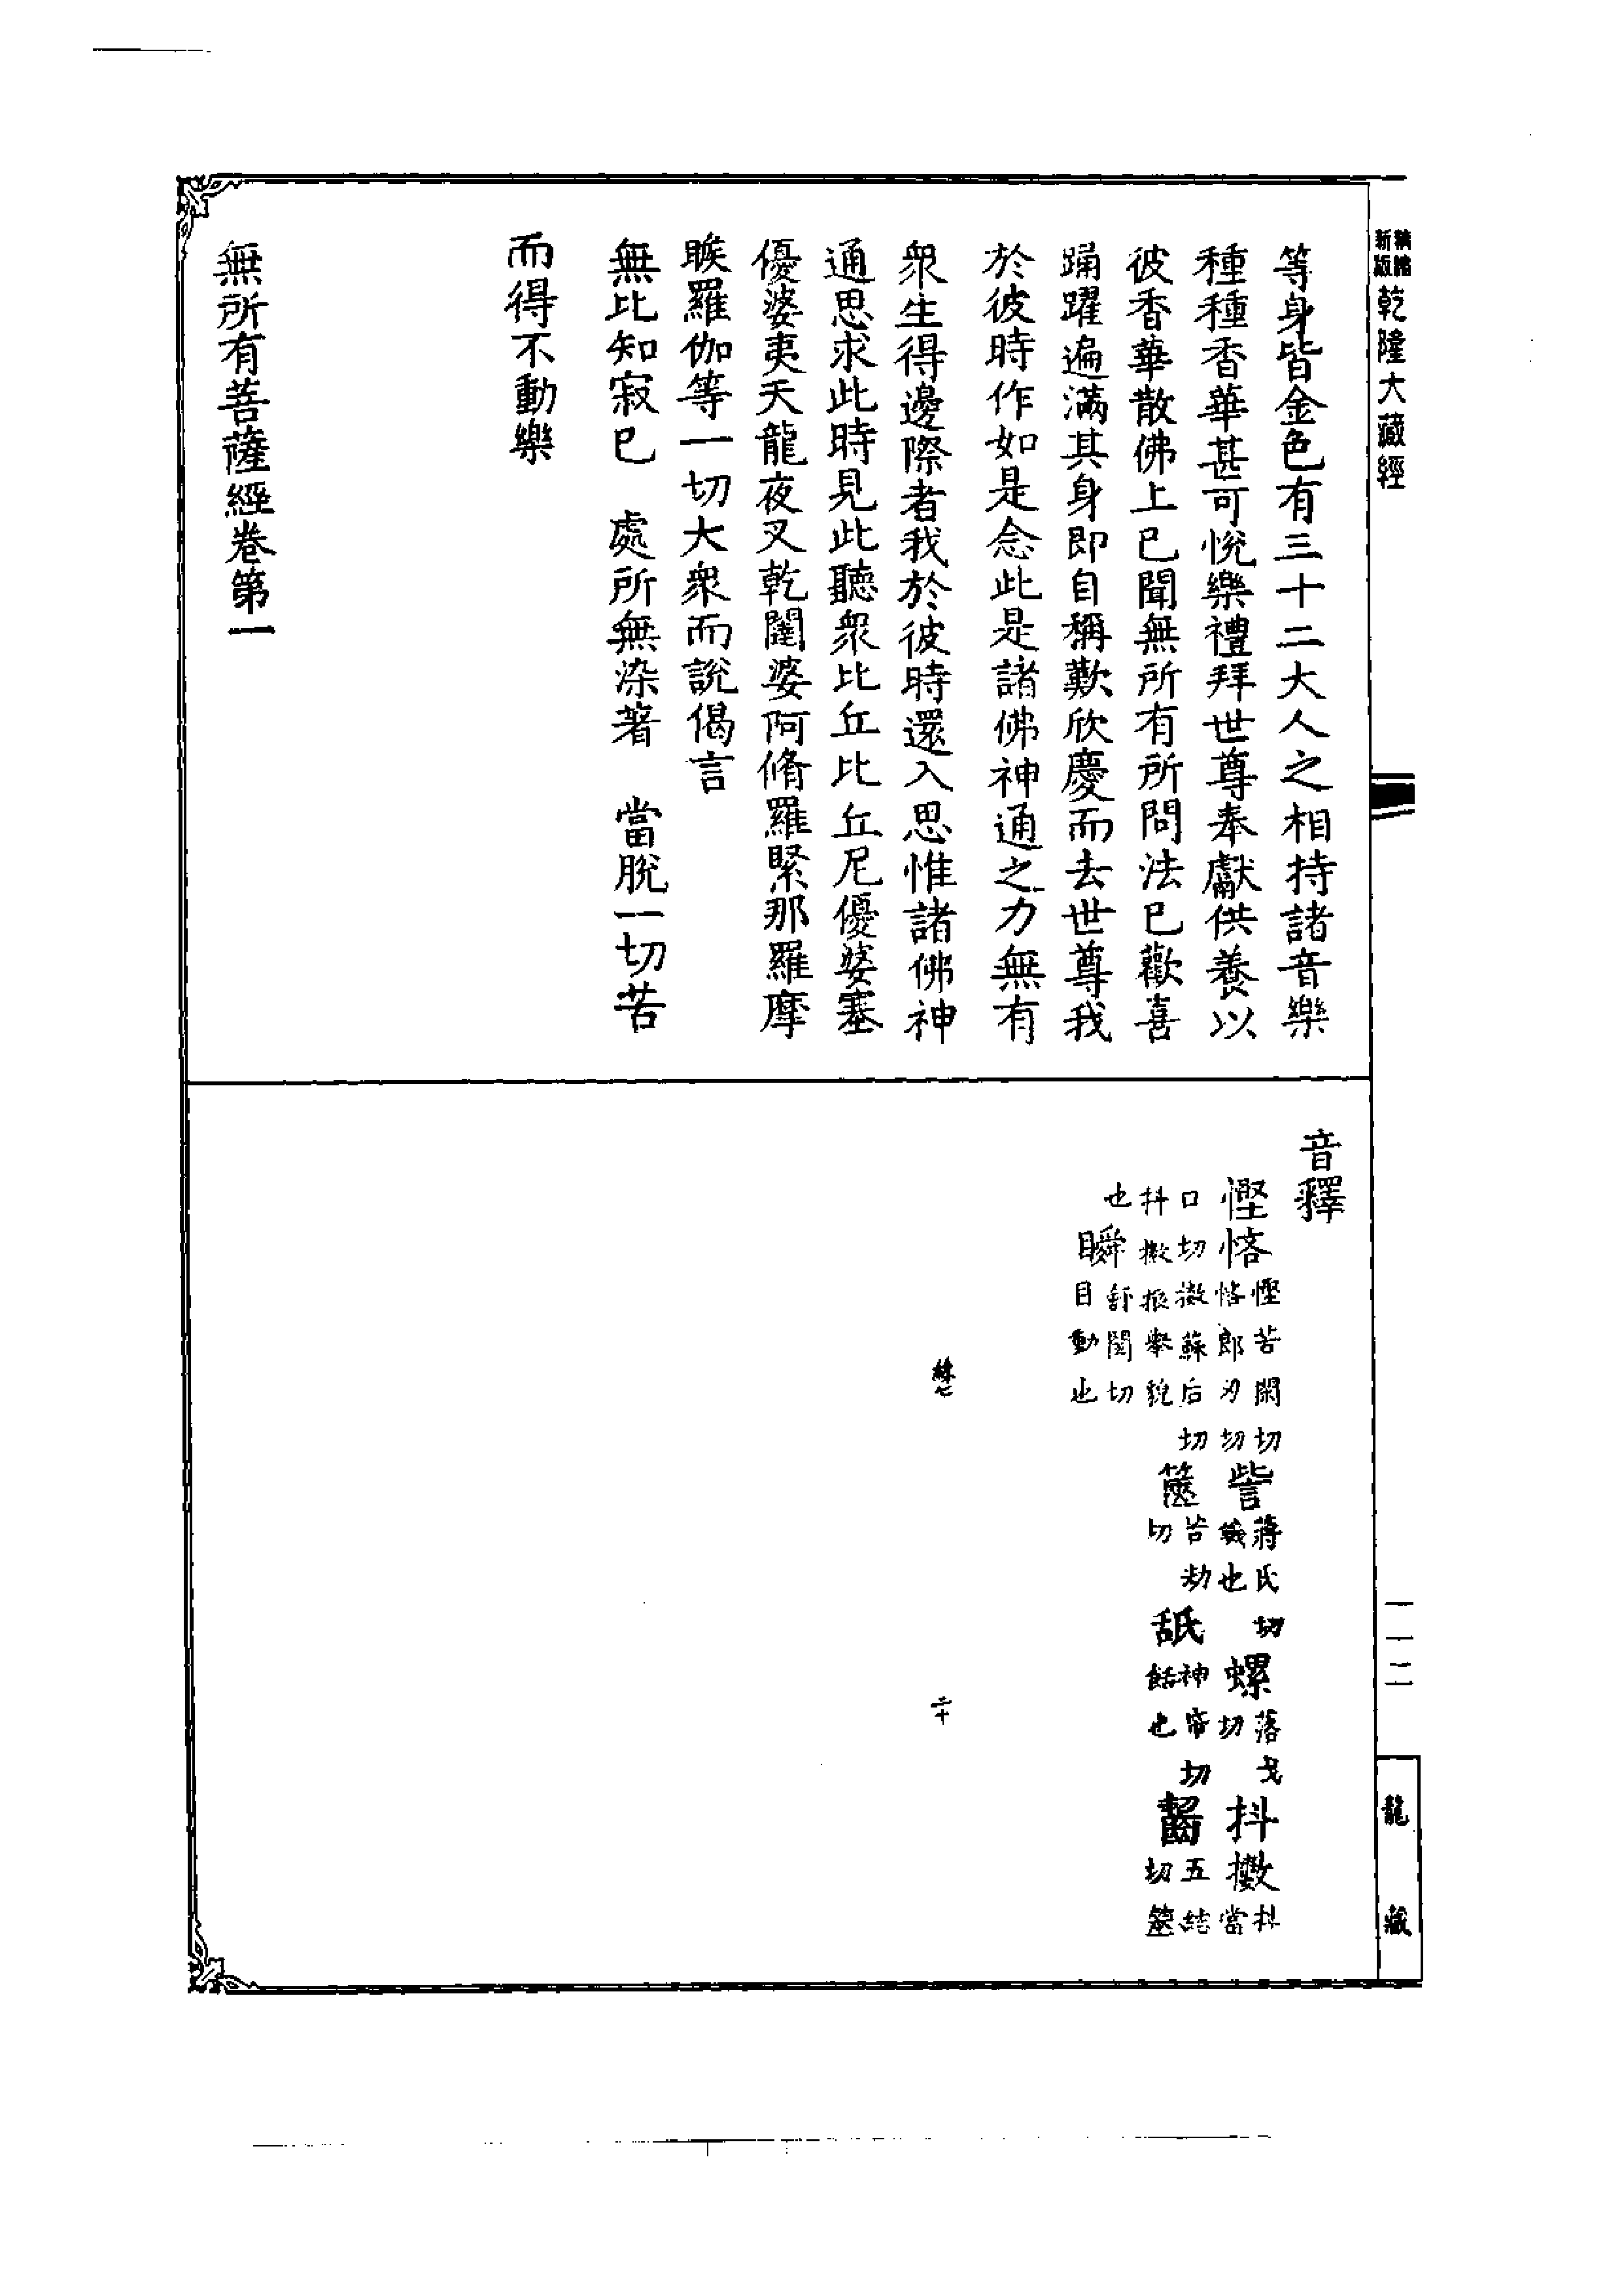 精縮新版乾隆大藏經
等身皆金色有三十二大人之相持諸音樂
種種香華甚可悅樂禮拜世尊奉獻供養以
彼香華散佛上已聞無所有所問法已歡喜
踊躍遍滿其身即自稱歎欣慶而去世尊我
於彼時作如是念此是諸佛神通之力無有
衆生得邊際者我於彼時還入思惟諸佛神
通思求此時見此聽衆比丘比丘尼優婆塞
優婆夷天龍夜叉乾闥婆阿脩羅緊那羅摩
睺羅伽等一切大衆而說偈言
無比知寂已　處所無染著　當脫一切苦
而得不動樂
無所有菩薩經卷第一
音釋
慳悋慳苦閑切悋郎刃切訾蔣氏切毀也螺落戈切抖擻抖當
口切擻蘇后切抖擻振舉貌篋苦劫切舐神帝切餂也齧五結切噬
也瞬舒閏切目動也
二十
一一二
龍藏